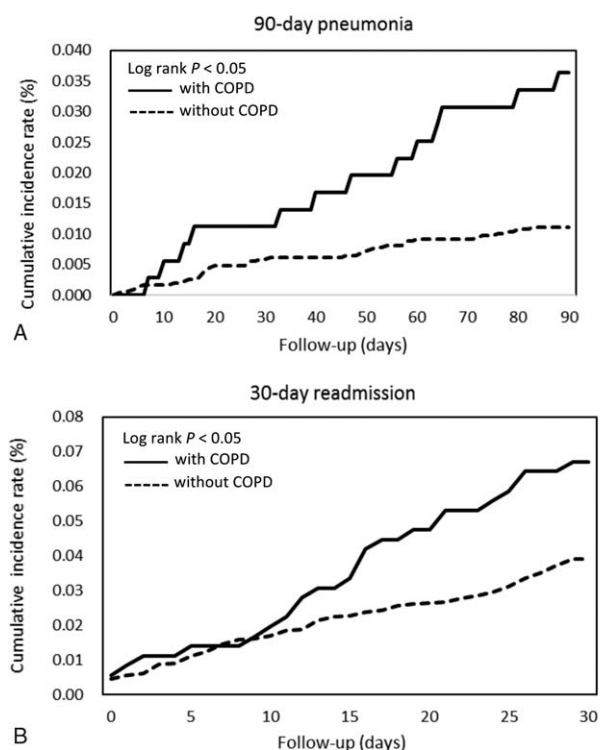 90-day pneumonia
Cumulative incidence rate (%)
0.040
0.035
0.030
0.025
0.020
0.015
0.010
0.005
0.000
Log rank P < 0.05
with COPD
without COPD
0 10 20 30 40 50 60 70 80 90
Follow-up (days)
A
30-day readmission
Cumulative incidence rate (%)
0.08
0.07
0.06
0.05
0.04
0.03
0.02
0.01
0.00
Log rank P < 0.05
with COPD
without COPD
0 5 10 15 20 25 30
Follow-up (days)
B